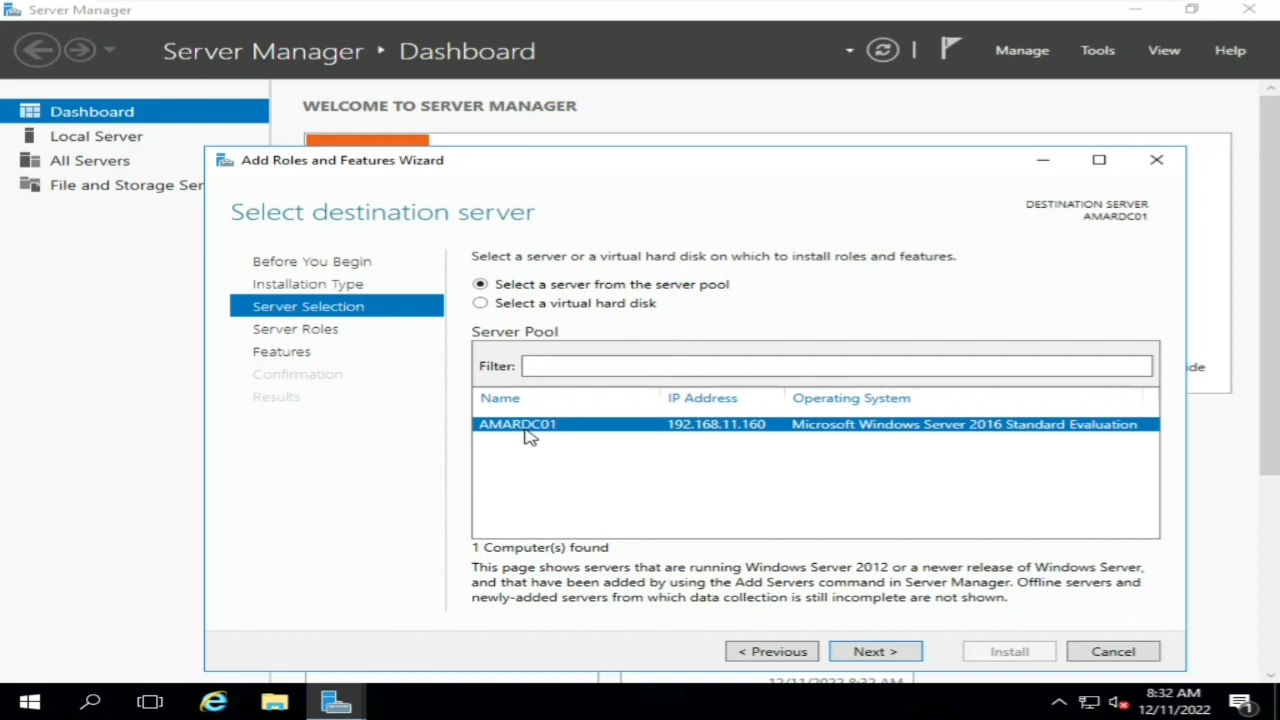 Server Manager
Server Manager ‣ Dashboard
Manage Tools View Help
Dashboard
Local Server
All Servers
File and Storage Ser
WELCOME TO SERVER MANAGER
Add Roles and Features Wizard
Select destination server
DESTINATION SERVER
AMARDC01
Before You Begin
Installation Type
Server Selection
Server Roles
Features
Confirmation
Results
Select a server or a virtual hard disk on which to install roles and features.
Select a server from the server pool
Select a virtual hard disk
Server Pool
Filter:
Name IP Address Operating System
AMARDC01 192.168.11.160 Microsoft Windows Server 2016 Standard Evaluation
1 Computer(s) found
This page shows servers that are running Windows Server 2012 or a newer release of Windows Server,
and that have been added by using the Add Servers command in Server Manager. Offline servers and
newly-added servers from which data collection is still incomplete are not shown.
< Previous Next > Install Cancel
ide
12/11/2022 8:32 AM
8:32 AM
12/11/2022
1